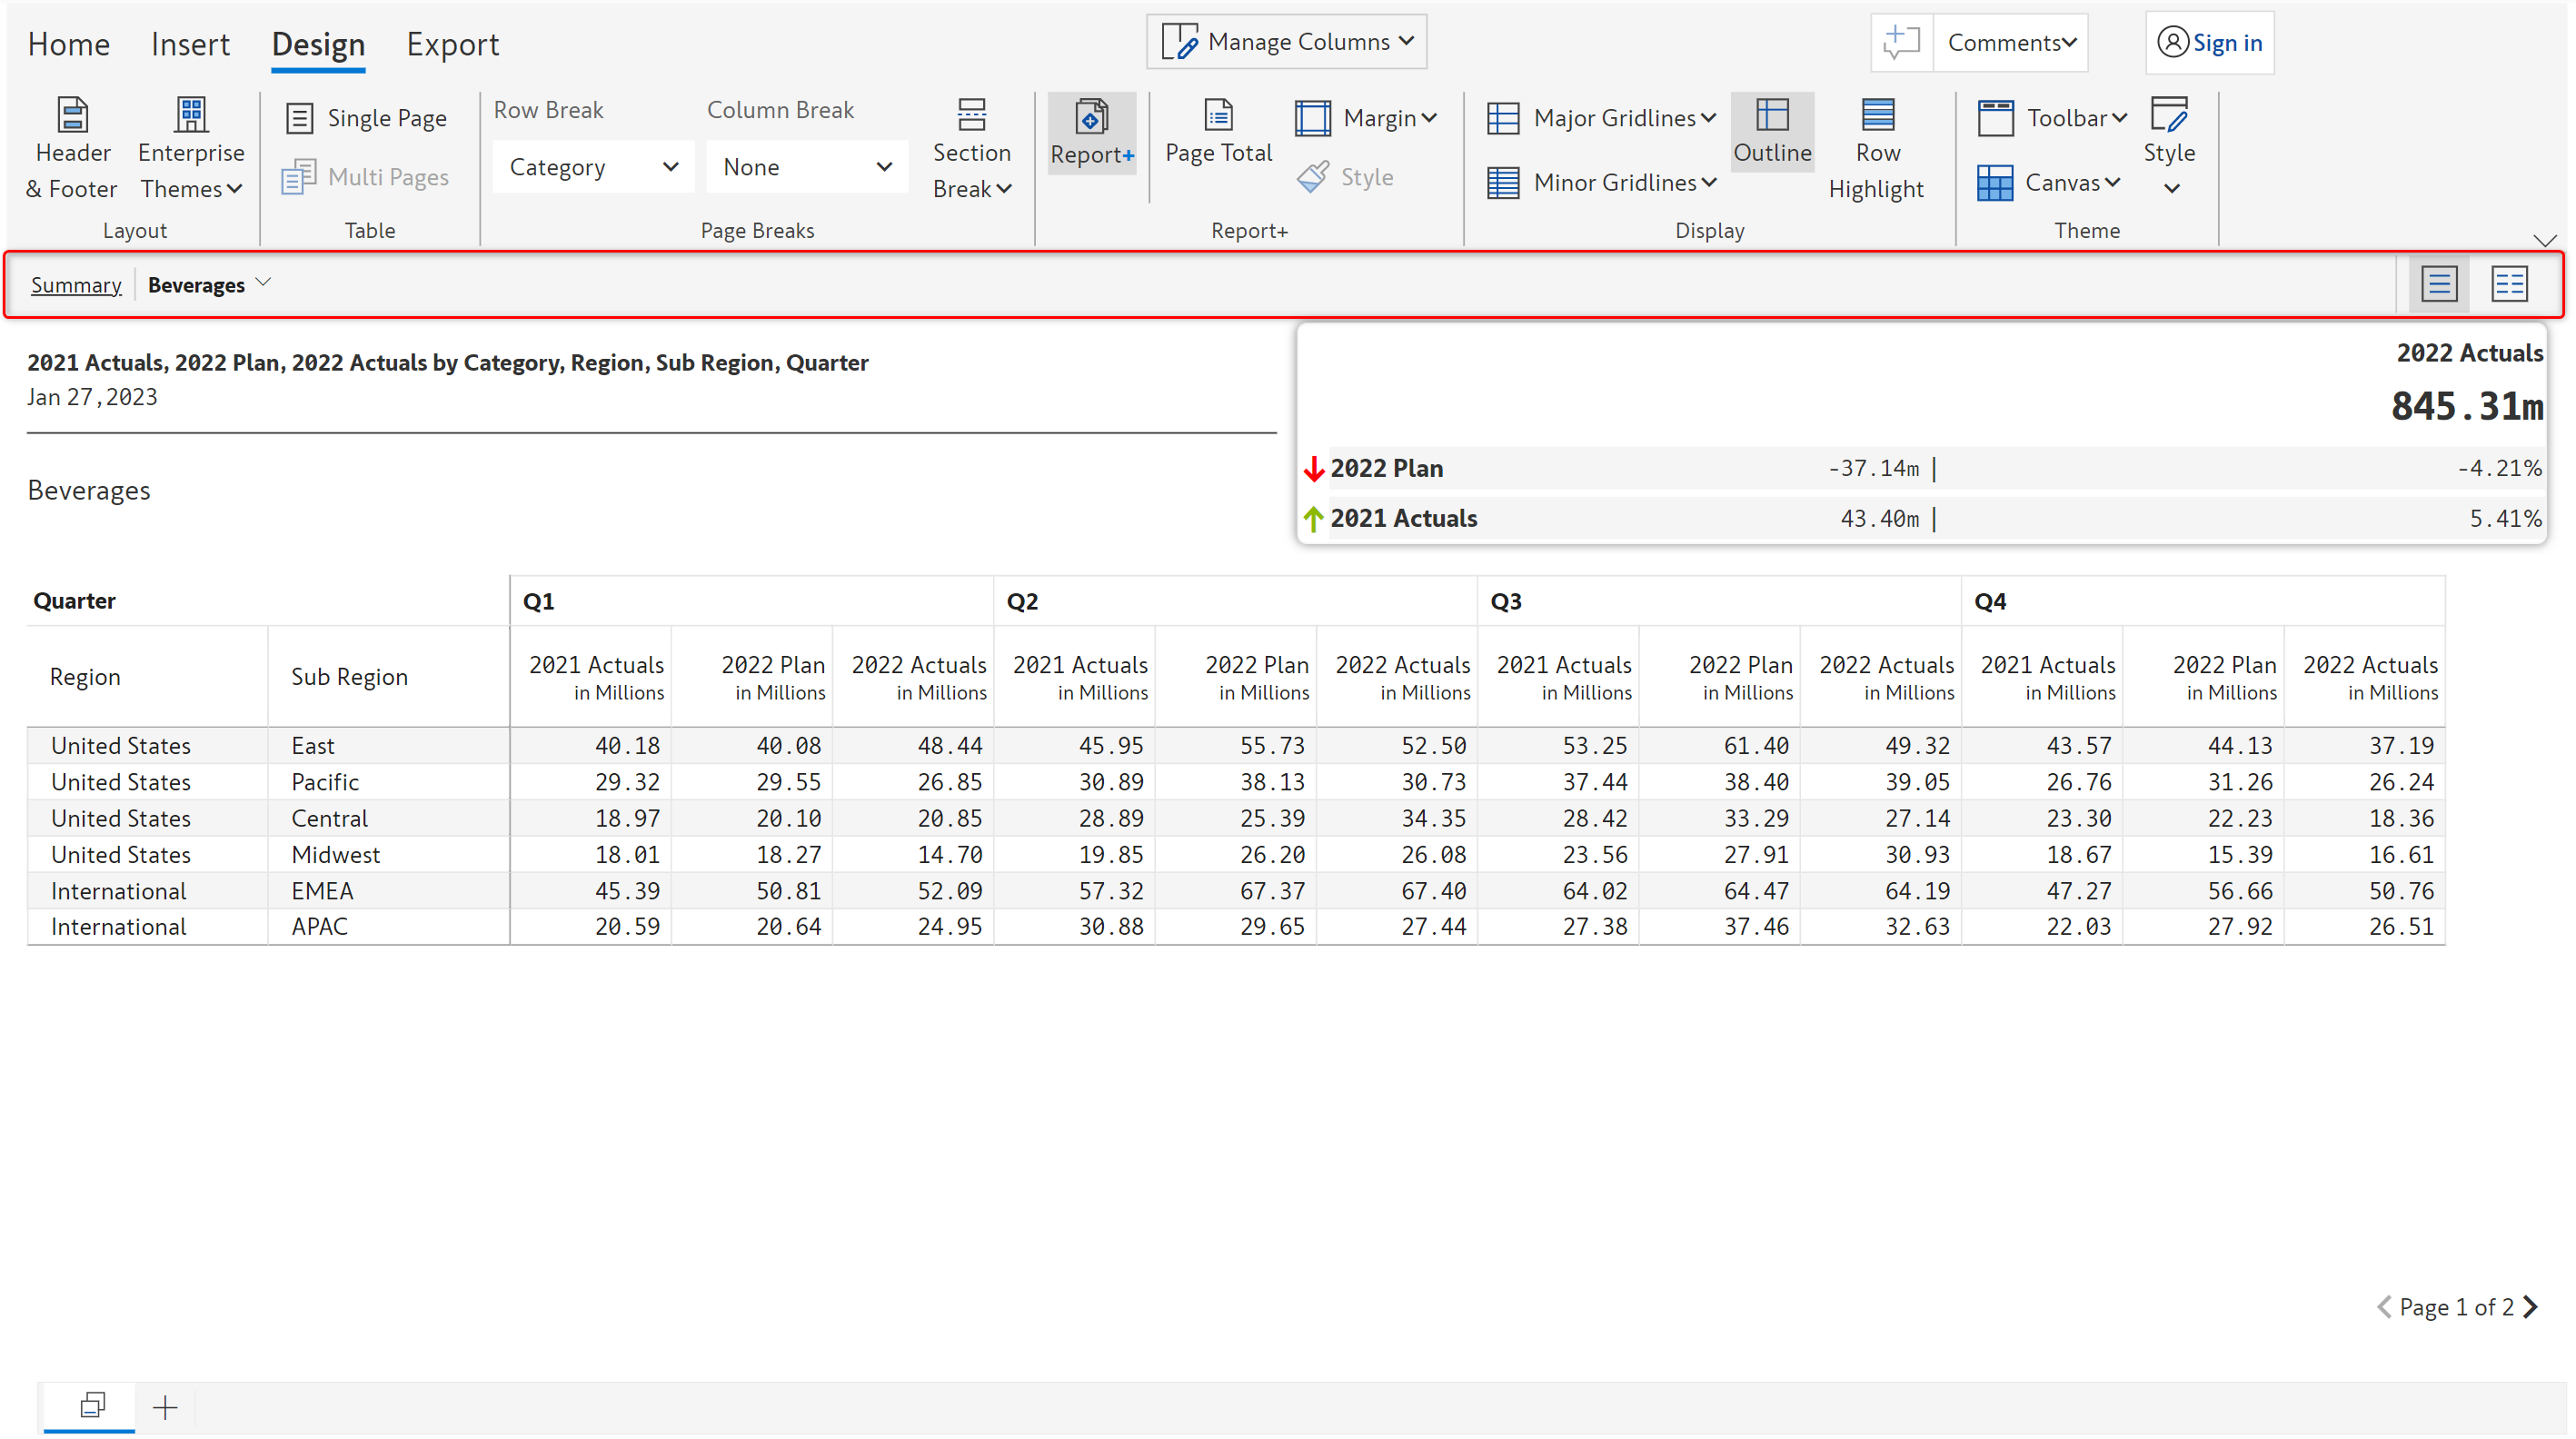 Home Insert Design Export Manage Columns Comments Sign in
Header & Footer
Enterprise Themes
Layout
Single Page
Multi Pages
Table
Row Break Column Break
Category None
Section Break
Page Breaks
Report+
Page Total
Margin
Style
Report+
Major Gridlines
Minor Gridlines
Outline
Row Highlight
Display
Toolbar
Canvas
Style
Theme
Summary Beverages
2021 Actuals, 2022 Plan, 2022 Actuals by Category, Region, Sub Region, Quarter
Jan 27,2023
Beverages
2022 Actuals
845.31m
2022 Plan -37.14m | -4.21%
2021 Actuals 43.40m | 5.41%
Quarter Q1 Q2 Q3 Q4
Region Sub Region 2021 Actuals 2022 Plan 2022 Actuals 2021 Actuals 2022 Plan 2022 Actuals 2021 Actuals 2022 Plan 2022 Actuals 2021 Actuals 2022 Plan 2022 Actuals
in Millions in Millions in Millions in Millions in Millions in Millions in Millions in Millions in Millions in Millions in Millions in Millions
United States East 40.18 40.08 48.44 45.95 55.73 52.50 53.25 61.40 49.32 43.57 44.13 37.19
United States Pacific 29.32 29.55 26.85 30.89 38.13 30.73 37.44 38.40 39.05 26.76 31.26 26.24
United States Central 18.97 20.10 20.85 28.89 25.39 34.35 28.42 33.29 27.14 23.30 22.23 18.36
United States Midwest 18.01 18.27 14.70 19.85 26.20 26.08 23.56 27.91 30.93 18.67 15.39 16.61
International EMEA 45.39 50.81 52.09 57.32 67.37 67.40 64.02 64.47 64.19 47.27 56.66 50.76
International APAC 20.59 20.64 24.95 30.88 29.65 27.44 27.38 37.46 32.63 22.03 27.92 26.51
Page 1 of 2